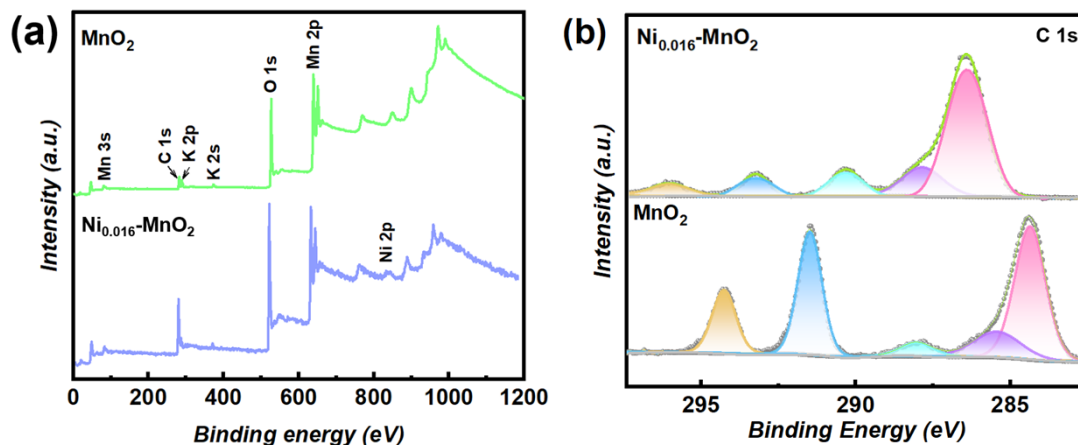 (a)
MnO2
Mn 3s
C 1s
K 2p
K 2s
O 1s
Mn 2p
Ni0.016-MnO2
Ni 2p
Intensity (a.u.)
0 200 400 600 800 1000 1200
Binding energy (eV)
(b)
Ni0.016-MnO2
C 1s
MnO2
Intensity (a.u.)
295 290 285
Binding Energy (eV)